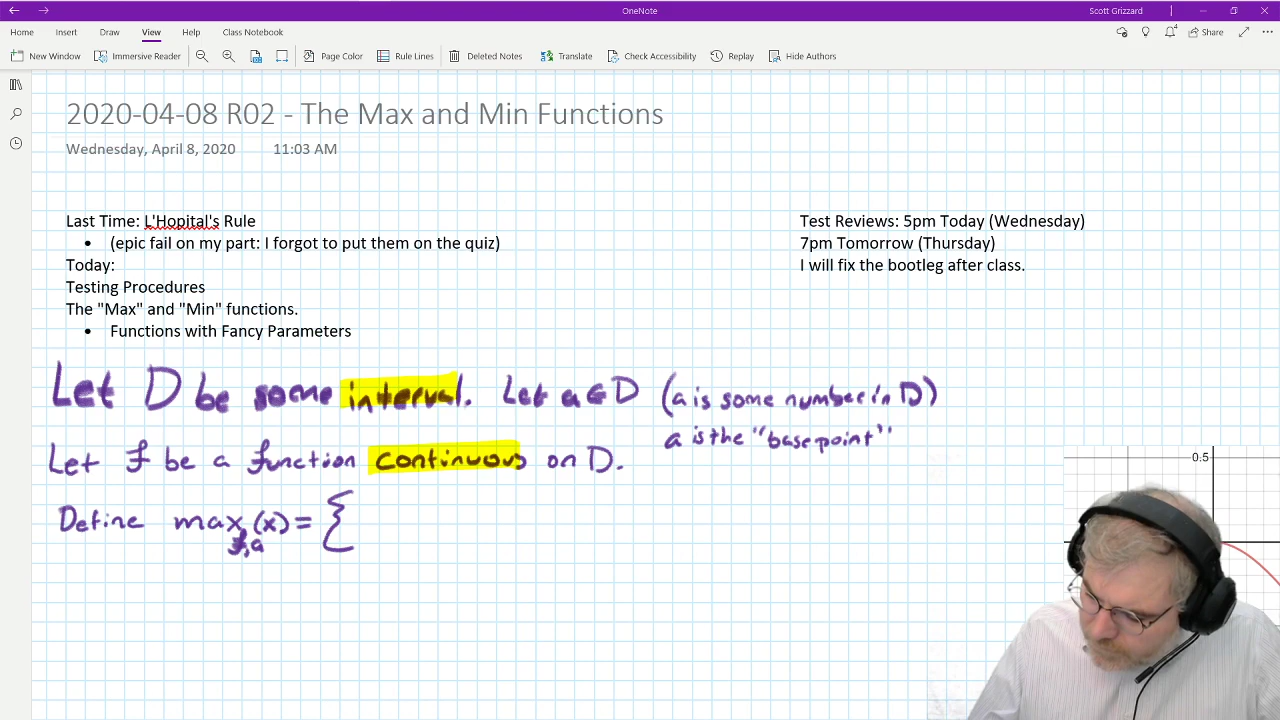 OneNote
Scott Grizzard
Home Insert Draw View Help Class Notebook
Share
New Window Immersive Reader Page Color Rule Lines Deleted Notes Translate Check Accessibility Replay Hide Authors
2020-04-08 R02 - The Max and Min Functions
Wednesday, April 8, 2020 11:03 AM
Last Time: L'Hopital's Rule
• (epic fail on my part: I forgot to put them on the quiz)
Today:
Testing Procedures
The "Max" and "Min" functions.
• Functions with Fancy Parameters
Test Reviews: 5pm Today (Wednesday)
7pm Tomorrow (Thursday)
I will fix the bootleg after class.
Let D be some interval. Let a ∈ D (a is some number in D)
a is the "basepoint"
Let f be a function continuous on D.
Define max f,a (x) = {
0.5